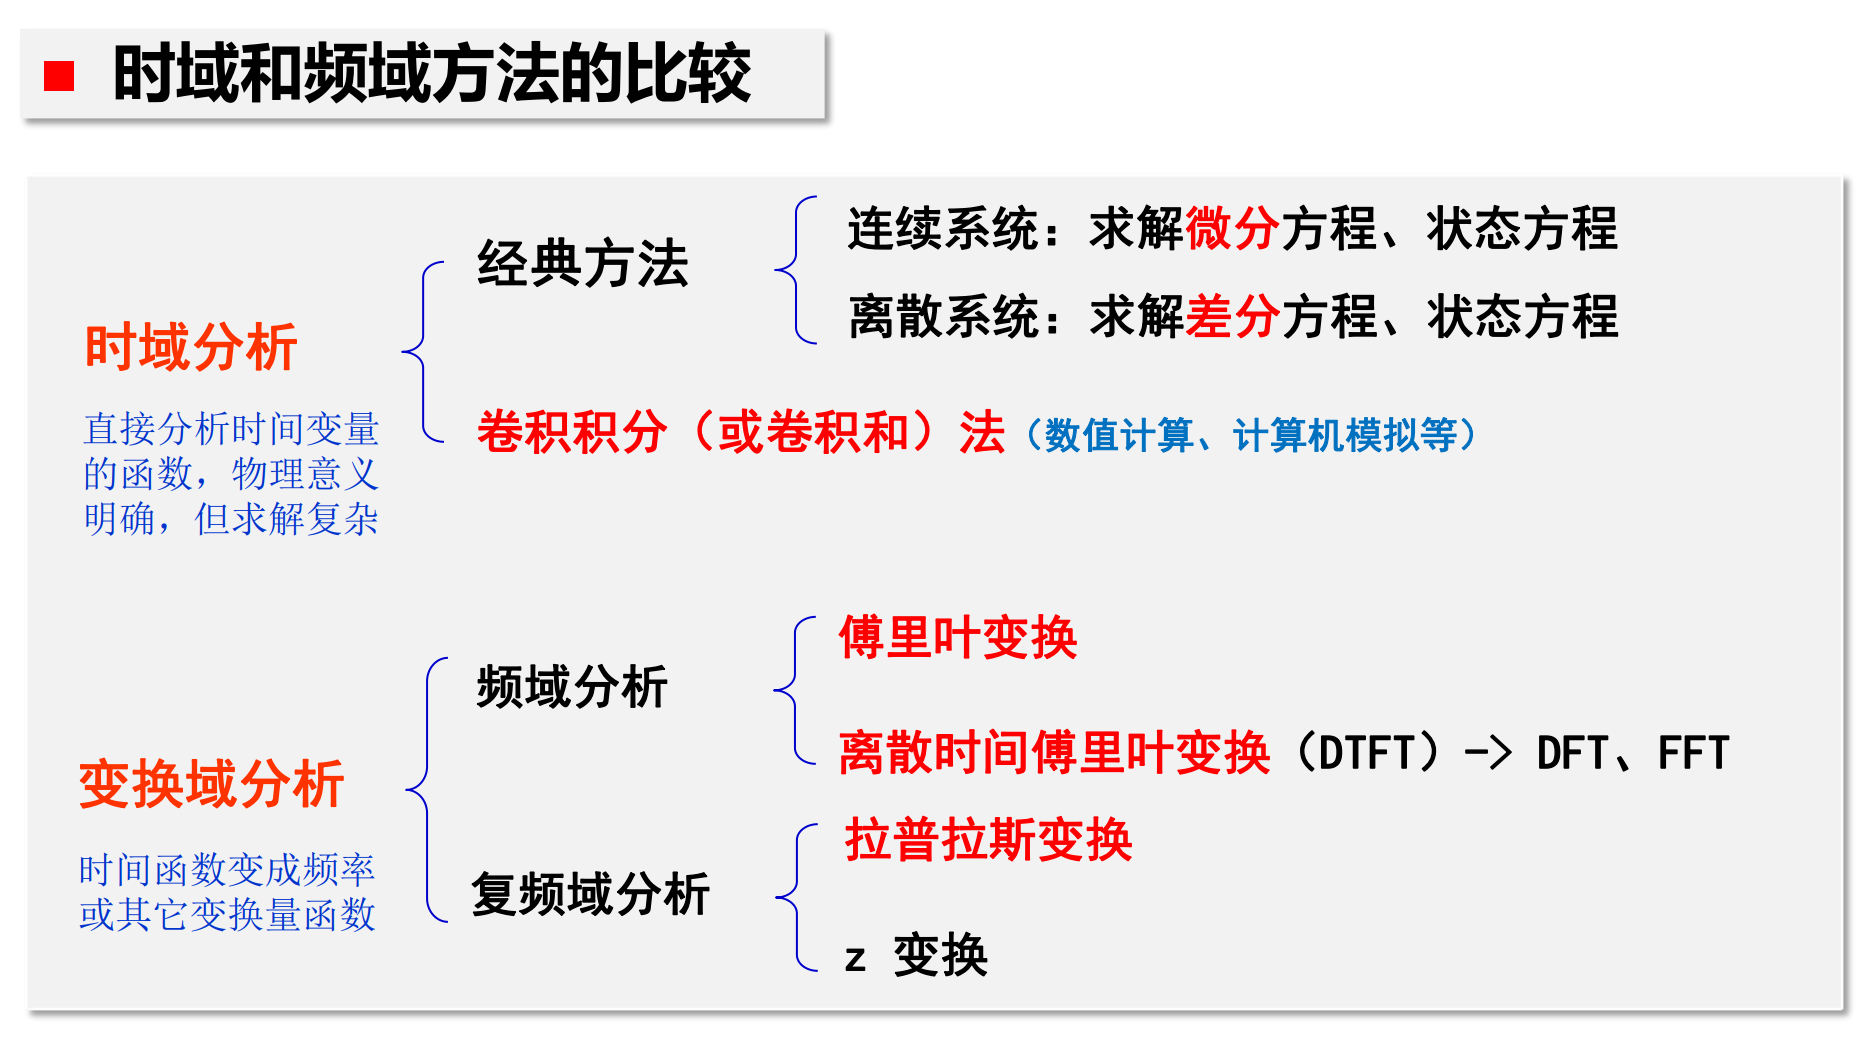 时域和频域方法的比较
经典方法
连续系统：求解微分方程、状态方程
离散系统：求解差分方程、状态方程
时域分析
直接分析时间变量
的函数，物理意义
明确，但求解复杂
卷积积分（或卷积和）法（数值计算、计算机模拟等）
变换域分析
时间函数变成频率
或其它变换量函数
频域分析
傅里叶变换
离散时间傅里叶变换（DTFT）-> DFT、FFT
复频域分析
拉普拉斯变换
z 变换